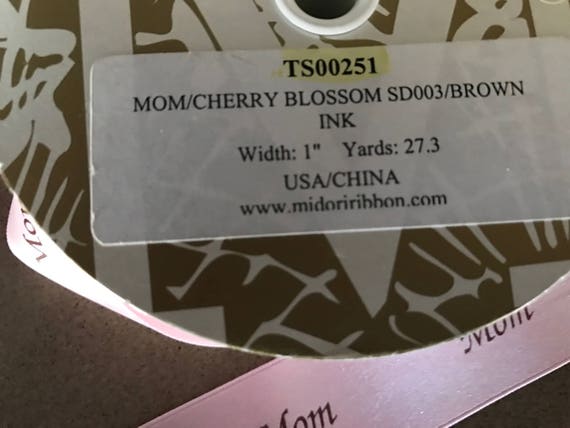 TS00251
MOM/CHERRY BLOSSOM SD003/BROWN
INK
Width: 1" Yards: 27.3
USA/CHINA
www.midoriribbon.com
Mom
Mom